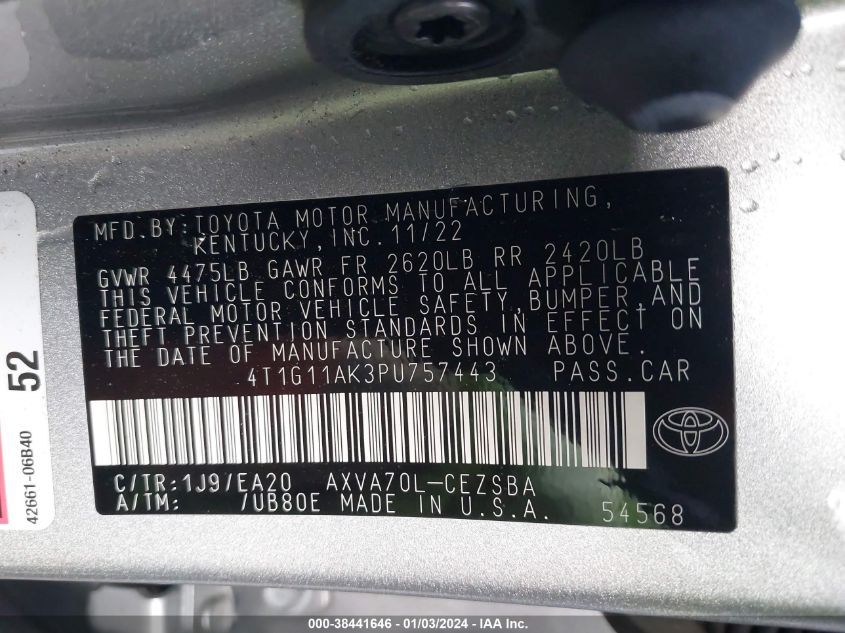 MFD.BY:TOYOTA MOTOR MANUFACTURING,
KENTUCKY,INC.11/22
GVWR 4475LB GAWR FR 2620LB RR 2420LB
THIS VEHICLE CONFORMS TO ALL APPLICABLE
FEDERAL MOTOR VEHICLE SAFETY,BUMPER,AND
THEFT PREVENTION STANDARDS IN EFFECT ON
THE DATE OF MANUFACTURE SHOWN ABOVE.
4T1G11AK3PU757443 PASS.CAR
C/TR:1J9/EA20 AXVA70L-CEZSBA
A/TM: /UB80E MADE IN U.S.A. 54568
52
42661-06B40
000-38441646 - 01/03/2024 - IAA Inc.